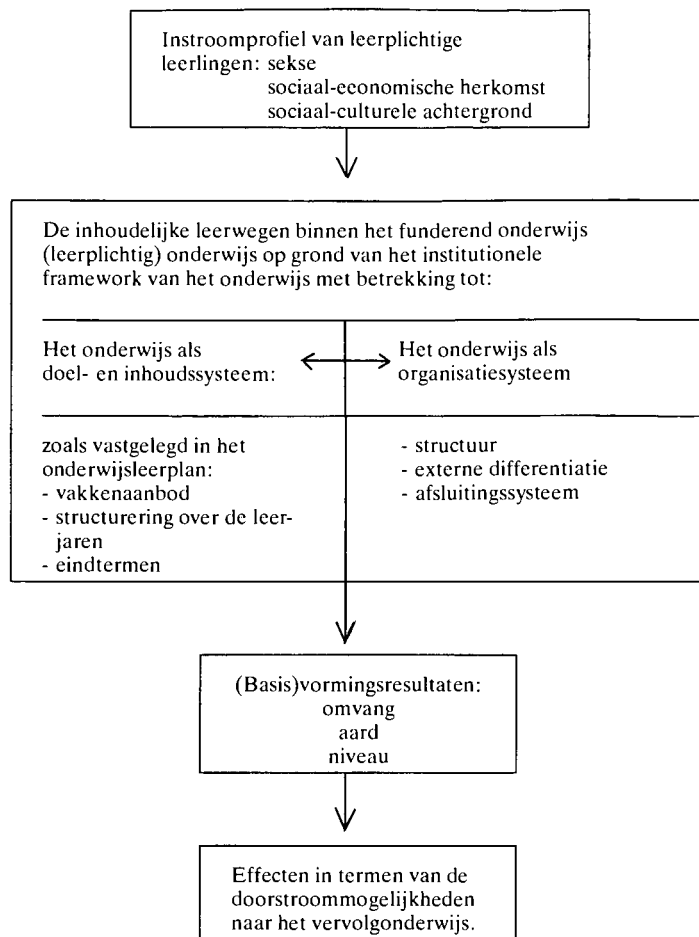 Instroomprofiel van leerplichtige
leerlingen: sekse
sociaal-economische herkomst
sociaal-culturele achtergrond
De inhoudelijke leerwegen binnen het funderend onderwijs
(leerplichtig) onderwijs op grond van het institutionele
framework van het onderwijs met betrekking tot:
Het onderwijs als
doel- en inhoudssysteem:
Het onderwijs als
organisatiesysteem
zoals vastgelegd in het
onderwijsleerplan:
- vakkenaanbod
- structurering over de leer-
jaren
- eindtermen
- structuur
- externe differentiatie
- afsluitingssysteem
(Basis)vormingsresultaten:
omvang
aard
niveau
Effecten in termen van de
doorstroommogelijkheden
naar het vervolgonderwijs.